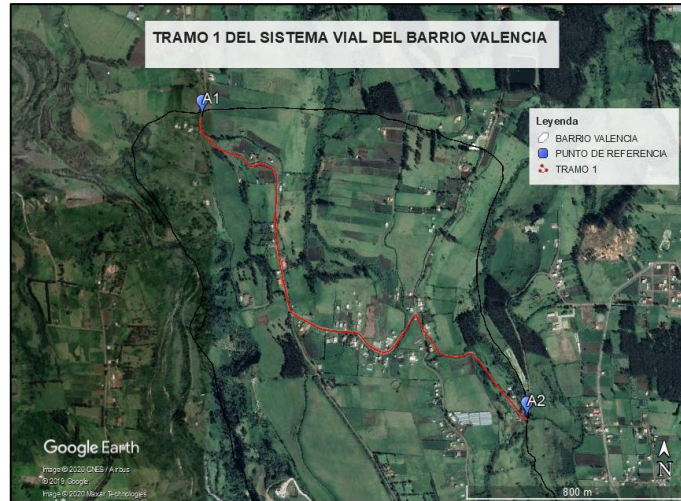 TRAMO 1 DEL SISTEMA VIAL DEL BARRIO VALENCIA
A1
Leyenda
BARRIO VALENCIA
PUNTO DE REFERENCIA
TRAMO 1
A2
Google Earth
Image © 2020 CNES / Airbus
© 2019 Google
Image © 2020 Maxar Technologies
N
800 m